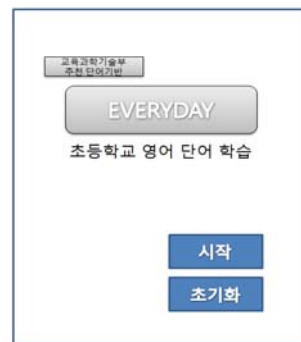 교육과학기술부
추천 단어기반
EVERYDAY
초등학교 영어 단어 학습
시작
초기화